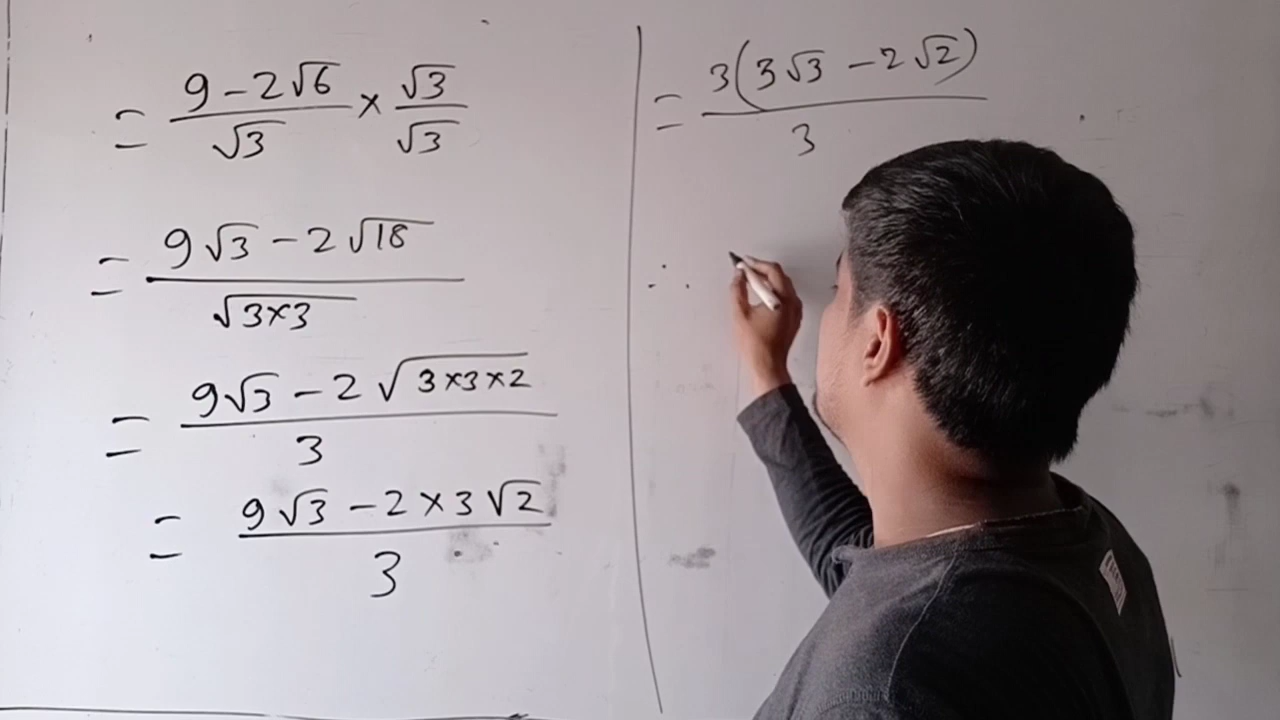 = (9 - 2√6)/√3 × √3/√3
= (9√3 - 2√18)/√(3×3)
= (9√3 - 2√(3×3×2))/3
= (9√3 - 2×3√2)/3
= 3(3√3 - 2√2)/3
∴